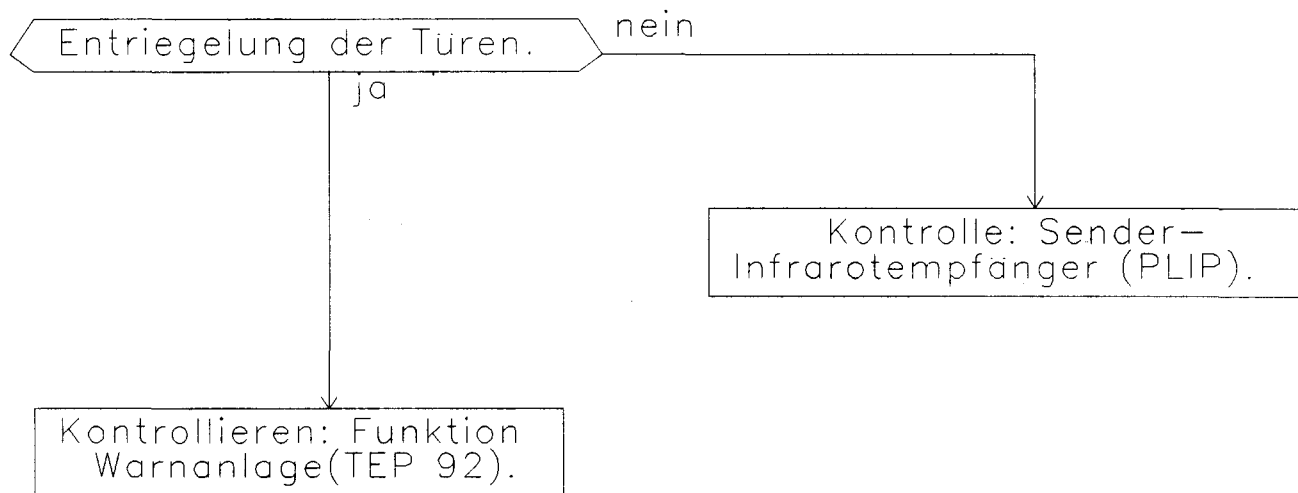 Entriegelung der Türen.
nein
ja
Kontrolle: Sender-
Infrarotempfänger (PLIP).
Kontrollieren: Funktion
Warnanlage(TEP 92).